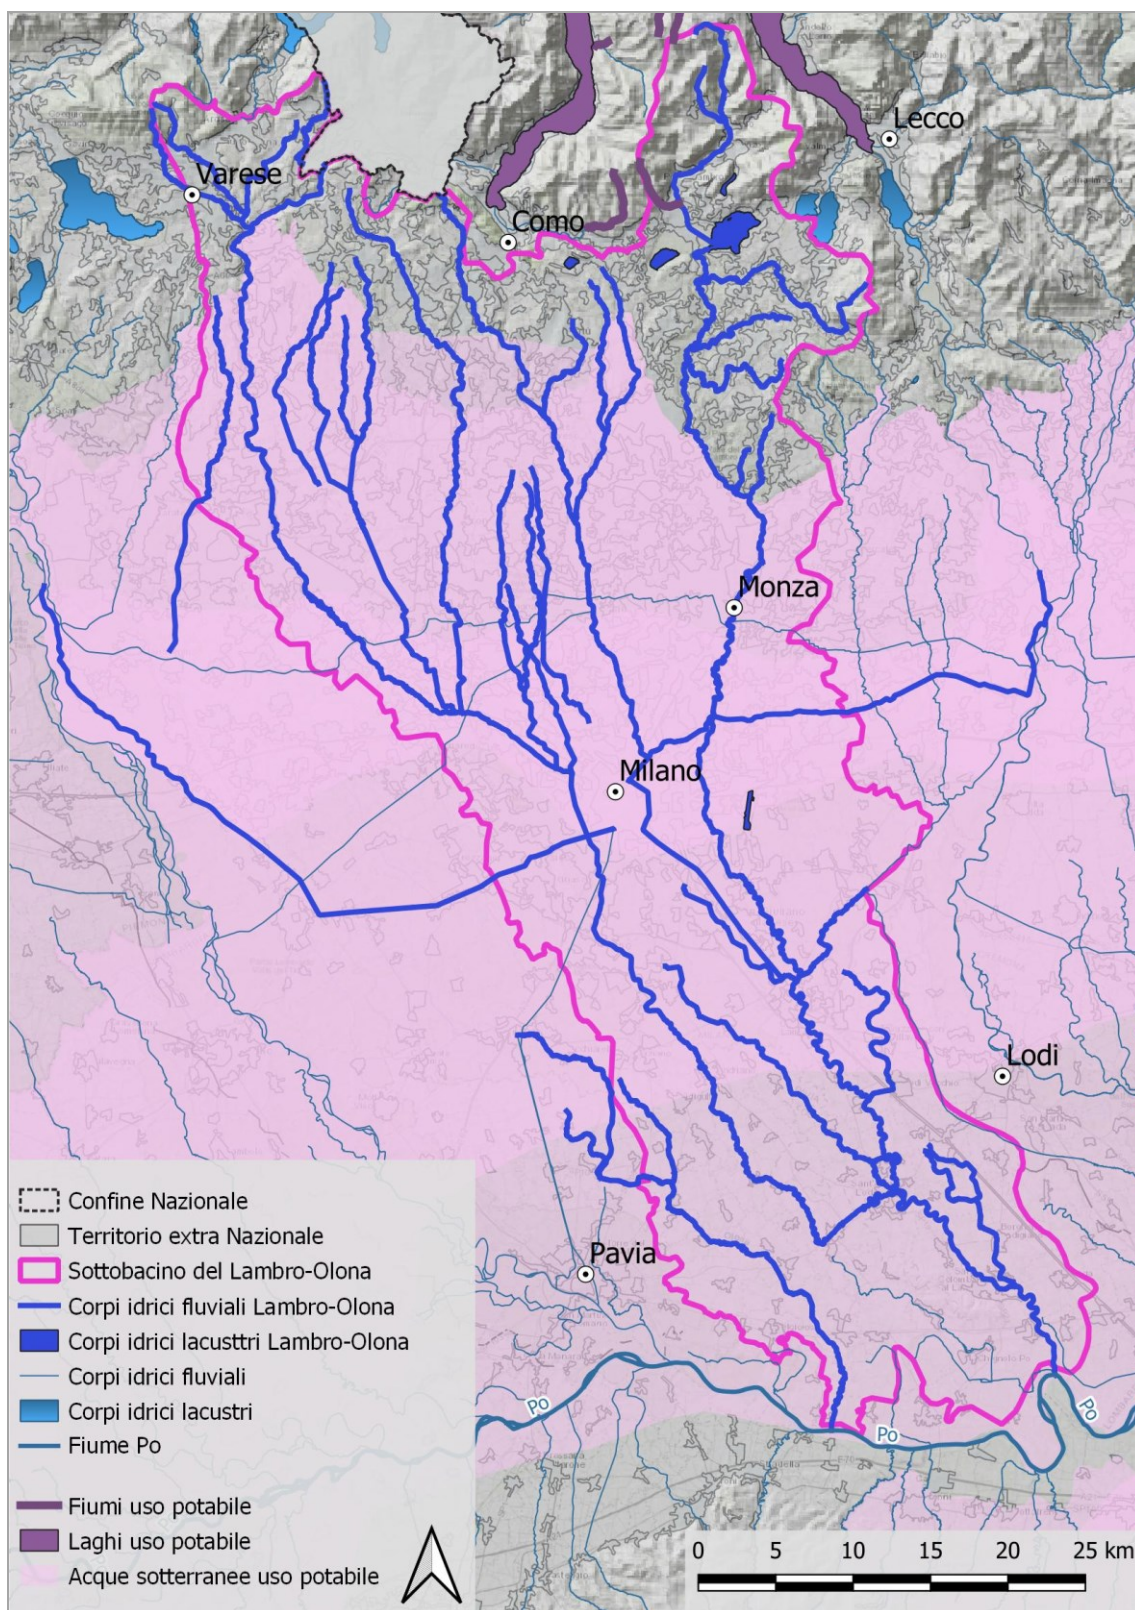 Lecco
Varese
Como
Monza
Milano
Lodi
Pavia
Po
Po
Po
Confine Nazionale
Territorio extra Nazionale
Sottobacino del Lambro-Olona
Corpi idrici fluviali Lambro-Olona
Corpi idrici lacusttri Lambro-Olona
Corpi idrici fluviali
Corpi idrici lacustri
Fiume Po
Fiumi uso potabile
Laghi uso potabile
Acque sotterranee uso potabile
0 5 10 15 20 25 km